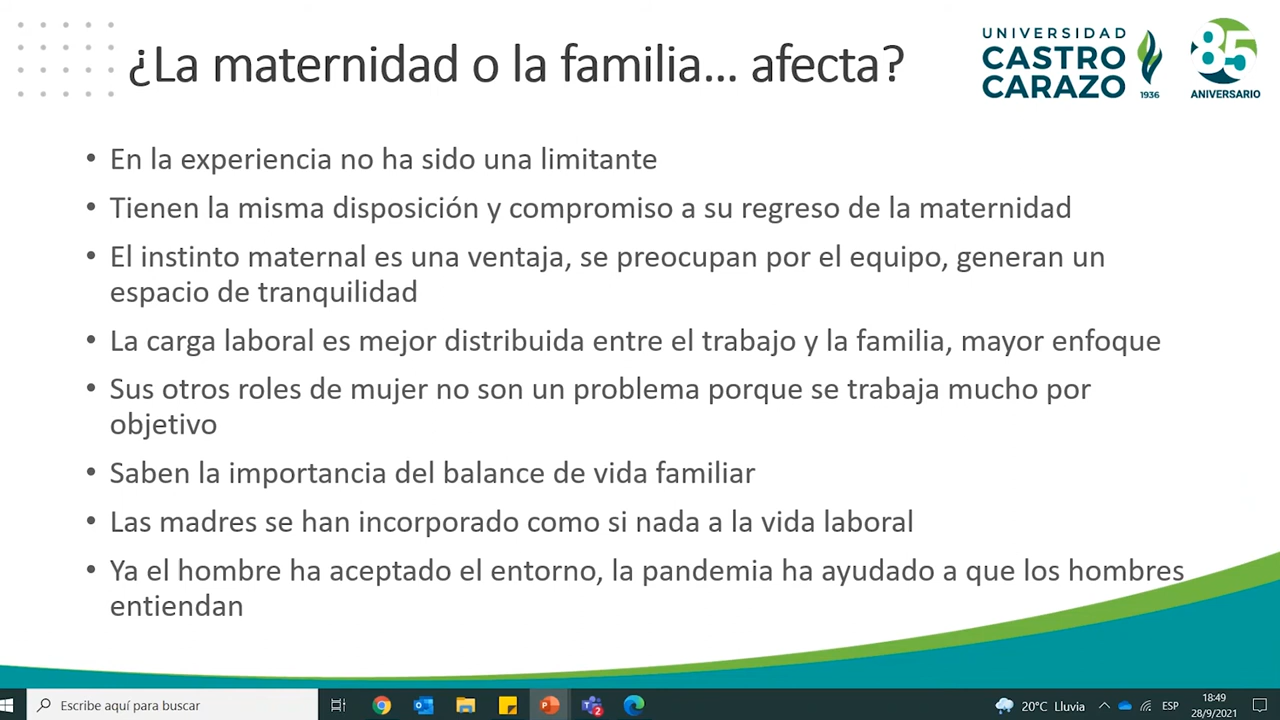 ¿La maternidad o la familia... afecta?
UNIVERSIDAD
CASTRO
CARAZO
1936
85
ANIVERSARIO
• En la experiencia no ha sido una limitante
• Tienen la misma disposición y compromiso a su regreso de la maternidad
• El instinto maternal es una ventaja, se preocupan por el equipo, generan un
espacio de tranquilidad
• La carga laboral es mejor distribuida entre el trabajo y la familia, mayor enfoque
• Sus otros roles de mujer no son un problema porque se trabaja mucho por
objetivo
• Saben la importancia del balance de vida familiar
• Las madres se han incorporado como si nada a la vida laboral
• Ya el hombre ha aceptado el entorno, la pandemia ha ayudado a que los hombres
entiendan
Escribe aquí para buscar
2
20°C Lluvia
ESP
18:49
28/9/2021